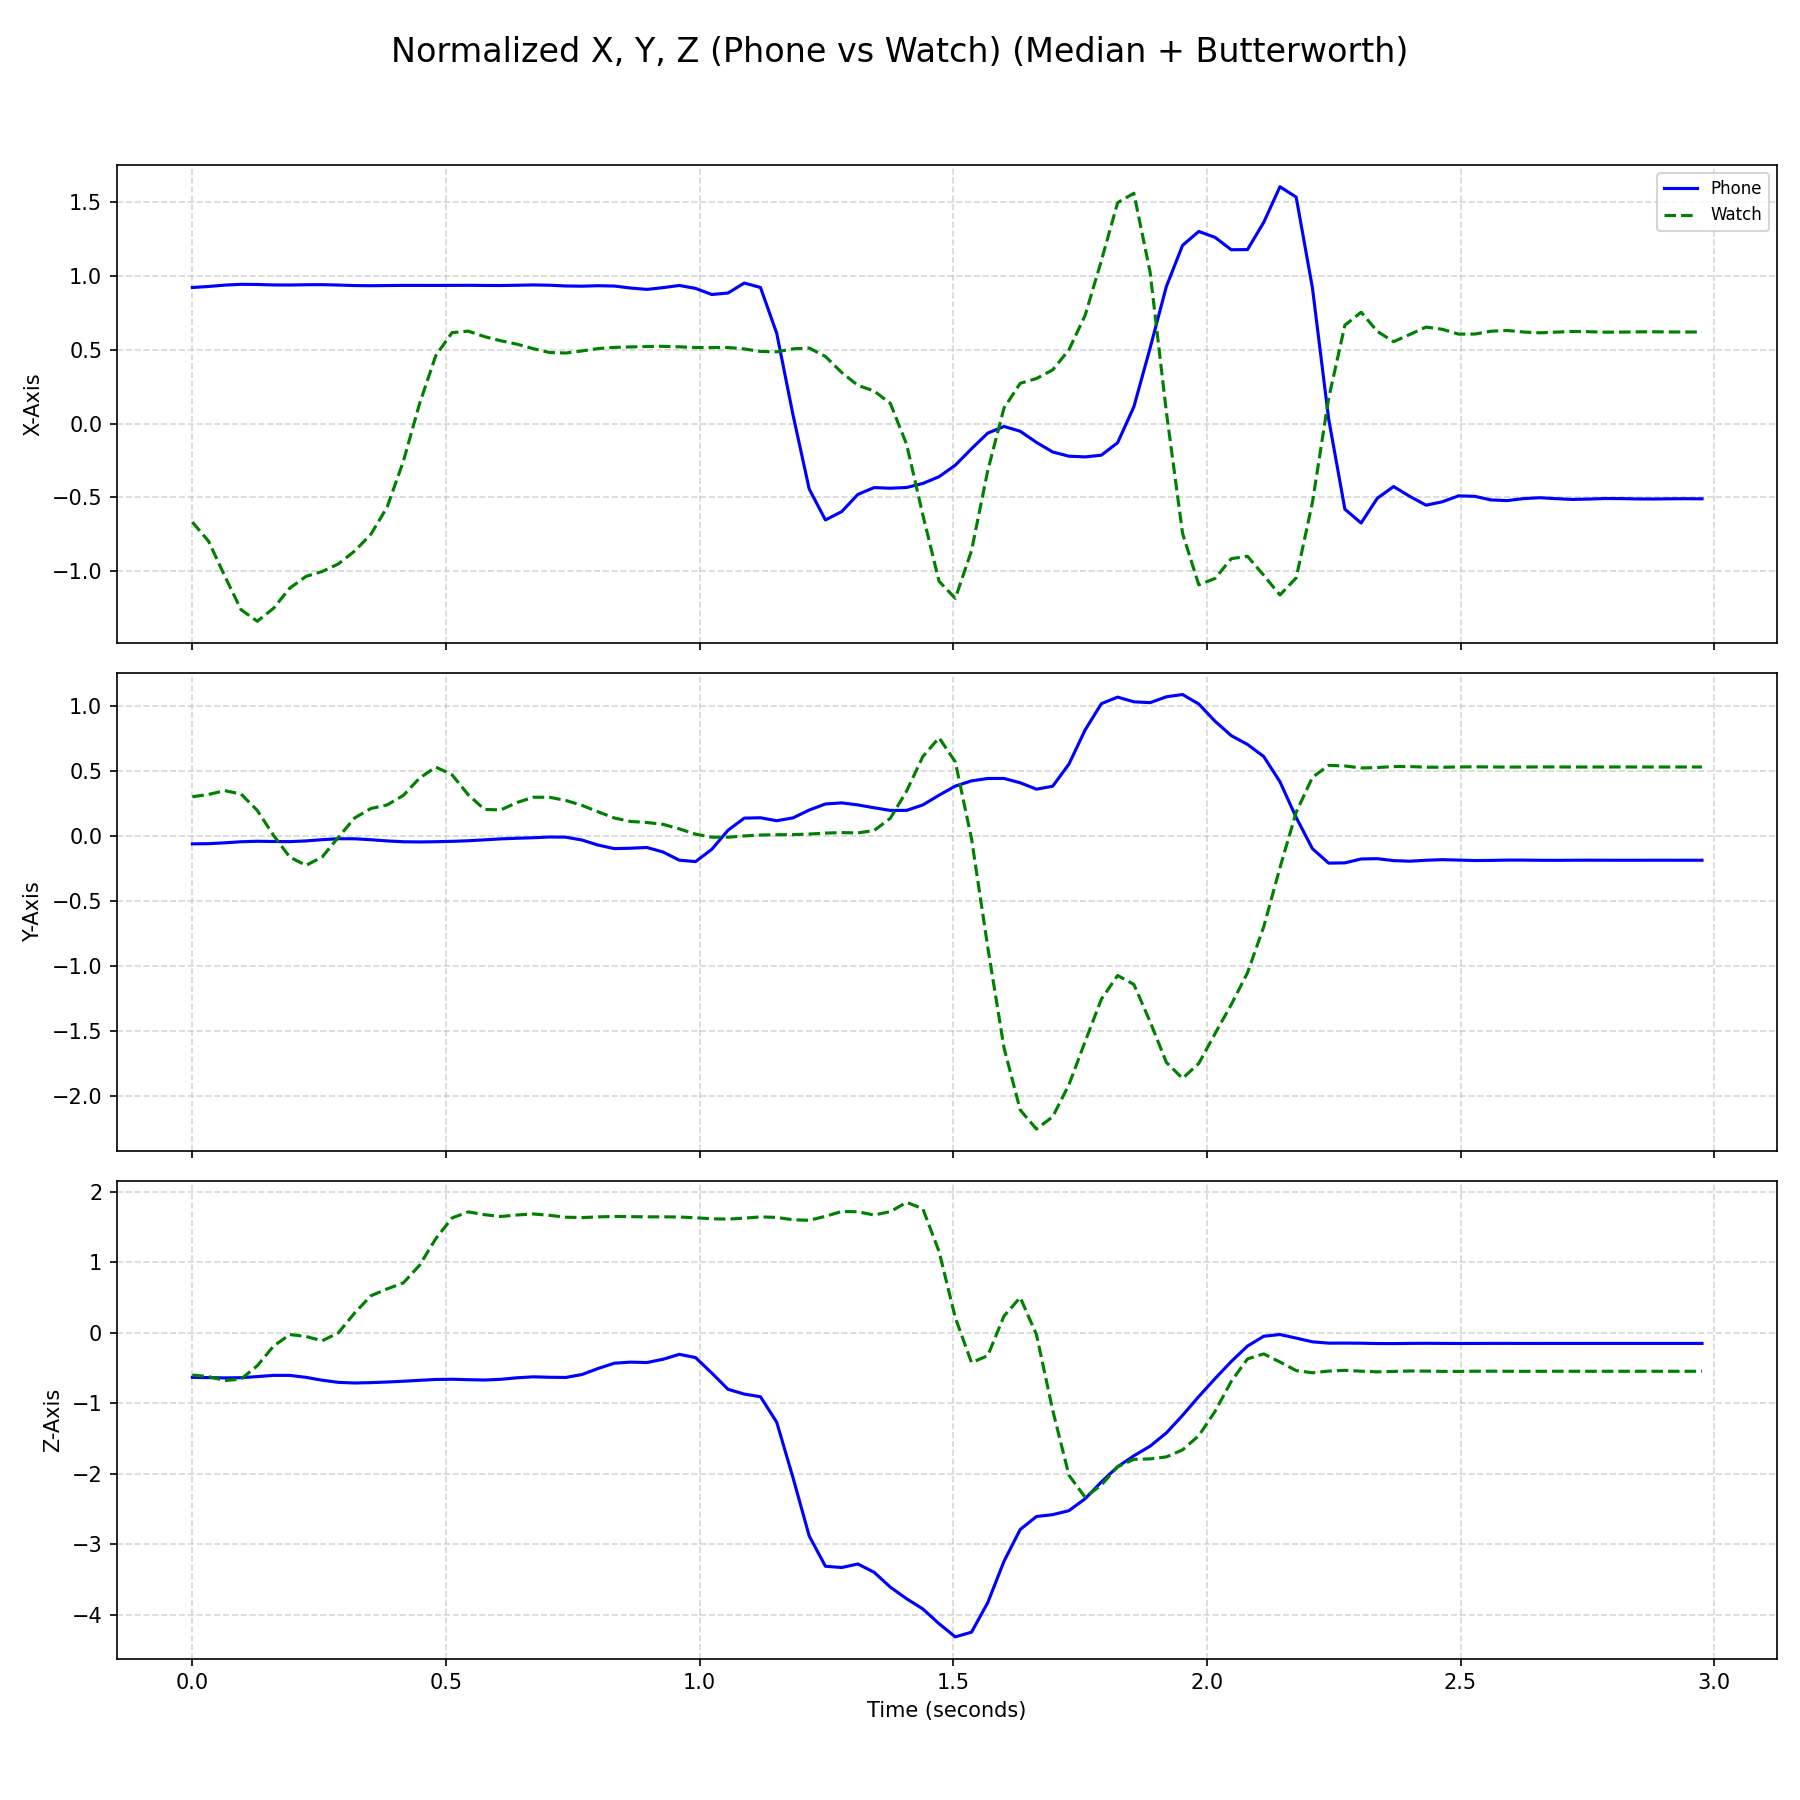 Normalized X, Y, Z (Phone vs Watch) (Median + Butterworth)
Phone
Watch
X-Axis
1.5
1.0
0.5
0.0
−0.5
−1.0
Y-Axis
1.0
0.5
0.0
−0.5
−1.0
−1.5
−2.0
Z-Axis
2
1
0
−1
−2
−3
−4
0.0 0.5 1.0 1.5 2.0 2.5 3.0
Time (seconds)